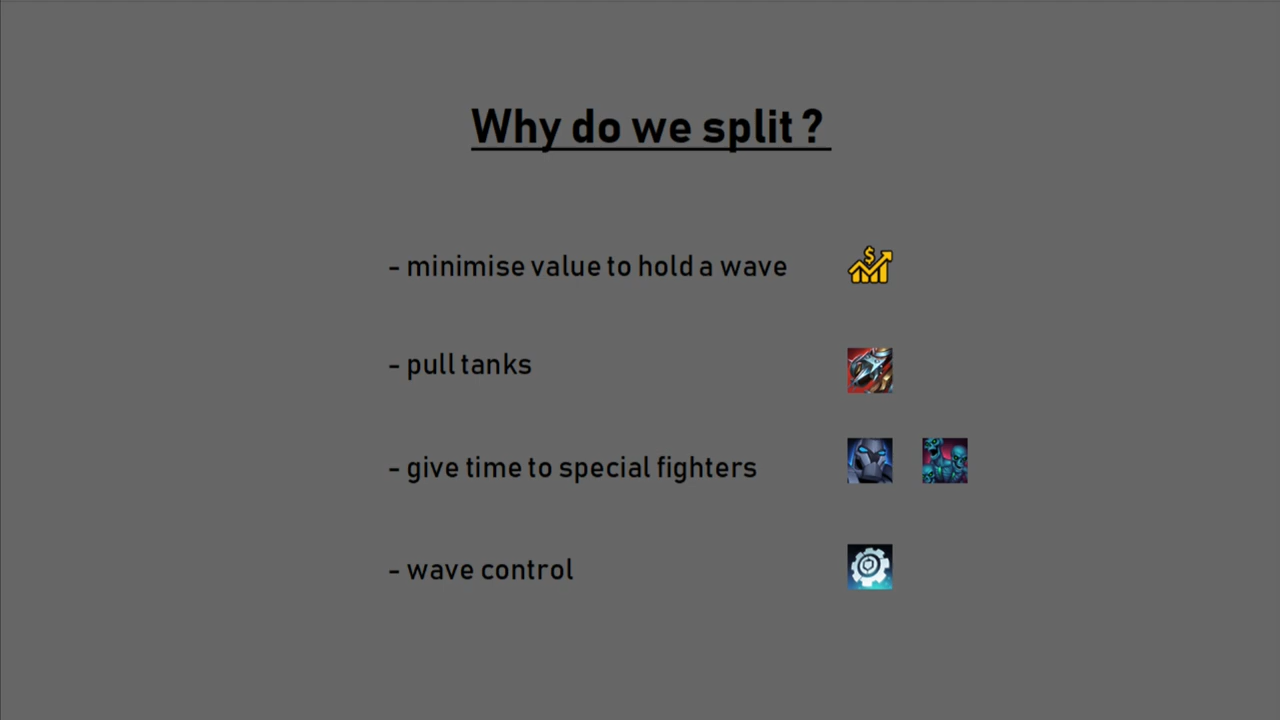 Why do we split ?
- minimise value to hold a wave
- pull tanks
- give time to special fighters
- wave control